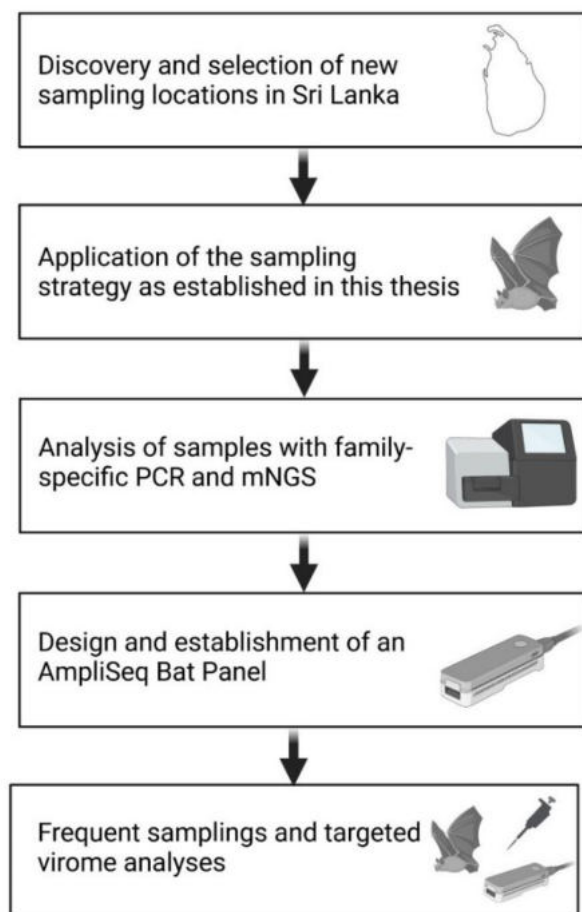 Discovery and selection of new
sampling locations in Sri Lanka
Application of the sampling
strategy as established in this thesis
Analysis of samples with family-
specific PCR and mNGS
Design and establishment of an
AmpliSeq Bat Panel
Frequent samplings and targeted
virome analyses